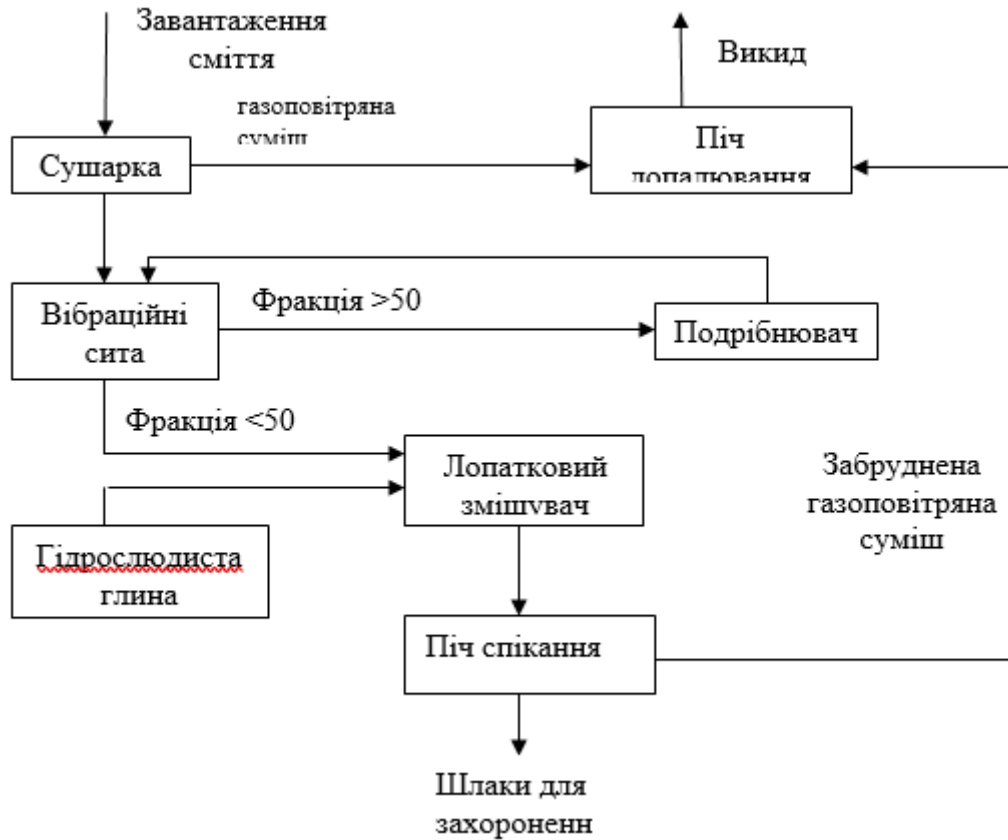 Завантаження
сміття
Викид
газоповітряна
суміш
Сушарка
Піч
допалювання
Вібраційні
сита
Фракція >50
Подрібнювач
Фракція <50
Лопатковий
змішувач
Забруднена
газоповітряна
суміш
Гідрослюдиста
глина
Піч спікання
Шлаки для
захороненн